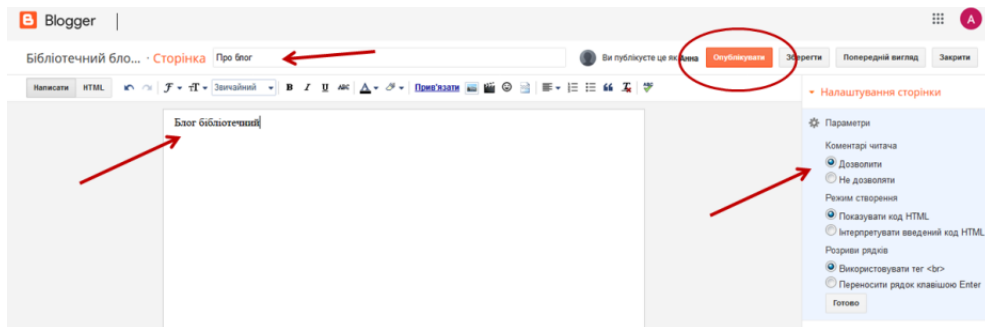 Blogger
A
Бібліотечний бло... · Сторінка Про блог Ви публікуєте це як Анна Опублікувати Зберегти Попередній вигляд Закрити
Написати HTML Звичайний B I U ABC A Прив'язати
Налаштування сторінки
Блог бібліотечний
Параметри
Коментарі читача
Дозволити
Не дозволяти
Режим створення
Показувати код HTML
Інтерпретувати введений код HTML
Розриви рядків
Використовувати тег <br>
Переносити рядок клавішою Enter
Готово